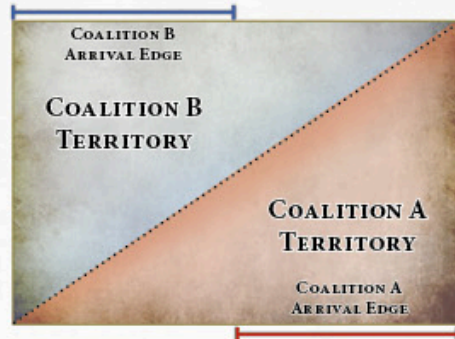 Coalition B
Arrival Edge
Coalition B
Territory
Coalition A
Territory
Coalition A
Arrival Edge